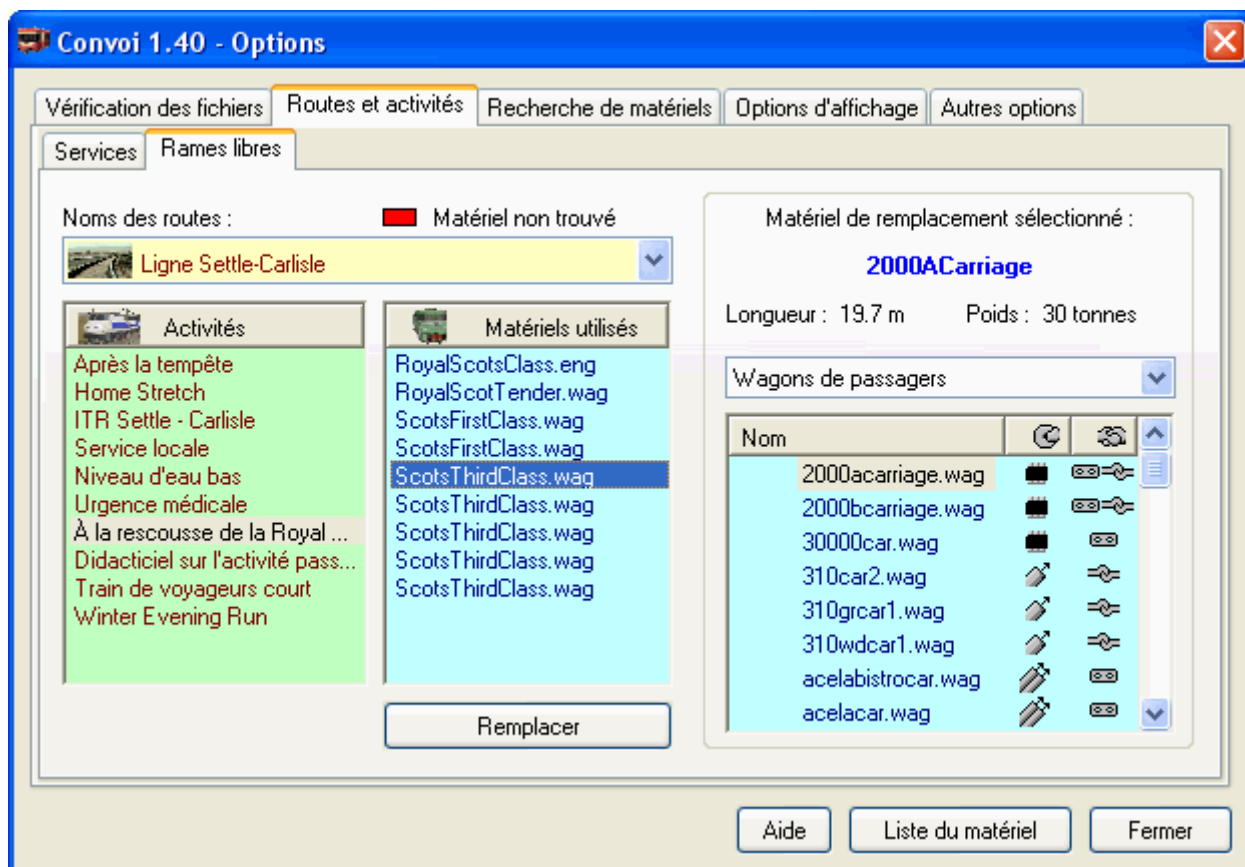 Convoi 1.40 - Options
Vérification des fichiers
Routes et activités
Recherche de matériels
Options d'affichage
Autres options
Services
Rames libres
Noms des routes :
Matériel non trouvé
Ligne Settle-Carlisle
Activités
Après la tempête
Home Stretch
ITR Settle - Carlisle
Service locale
Niveau d'eau bas
Urgence médicale
À la rescousse de la Royal ...
Didacticiel sur l'activité pass...
Train de voyageurs court
Winter Evening Run
Matériels utilisés
RoyalScotsClass.eng
RoyalScotTender.wag
ScotsFirstClass.wag
ScotsFirstClass.wag
ScotsThirdClass.wag
ScotsThirdClass.wag
ScotsThirdClass.wag
ScotsThirdClass.wag
ScotsThirdClass.wag
Remplacer
Matériel de remplacement sélectionné :
2000ACarriage
Longueur : 19.7 m Poids : 30 tonnes
Wagons de passagers
Nom
2000acarriage.wag
2000bcarriage.wag
30000car.wag
310car2.wag
310grcar1.wag
310wdcar1.wag
acelabistrocar.wag
acelacar.wag
Aide
Liste du matériel
Fermer